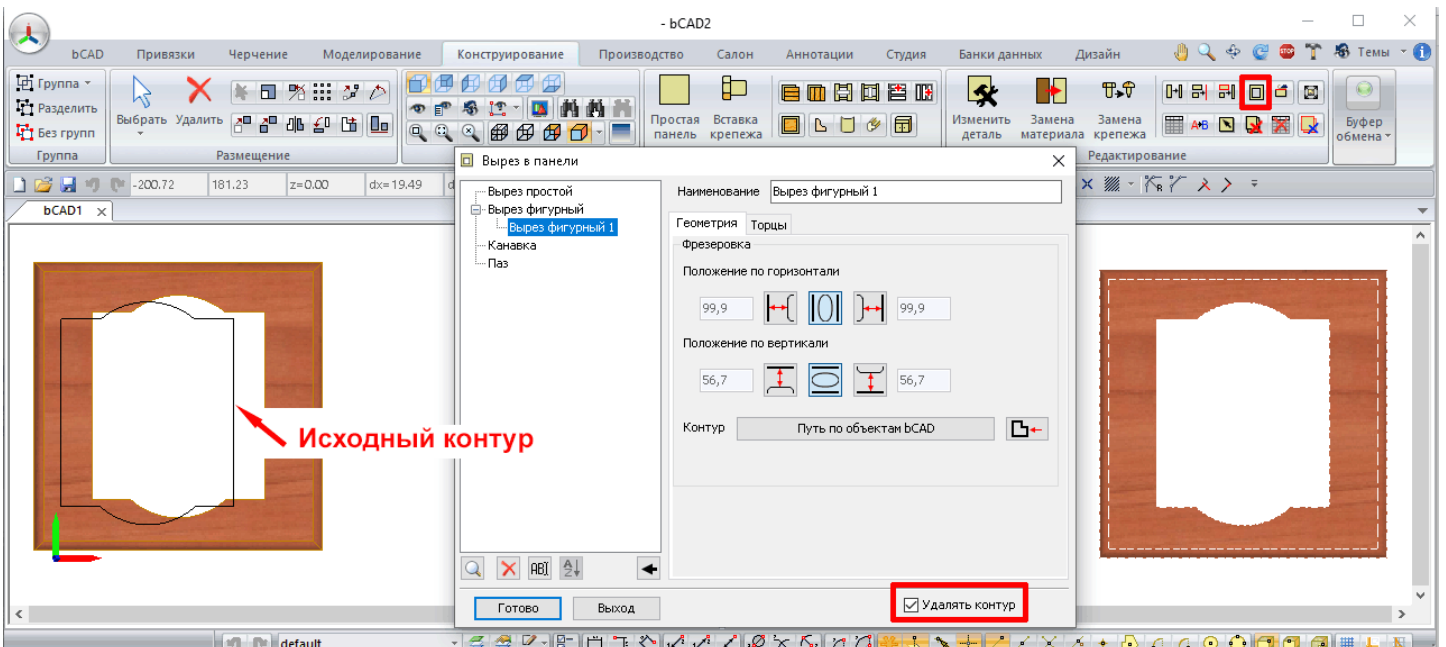 - bCAD2
bCAD Привязки Черчение Моделирование Конструирование Производство Салон Аннотации Студия Банки данных Дизайн STOP Темы
Группа
Разделить
Без групп
Группа
Выбрать Удалить
Размещение
Простая панель
Вставка крепежа
Изменить деталь
Замена материала
Замена крепежа
Редактирование
Буфер обмена
-200.72 181.23 z=0.00 dx=19.49
bCAD1
Вырез в панели
Вырез простой
Вырез фигурный
Вырез фигурный 1
Канавка
Паз
Наименование Вырез фигурный 1
Геометрия Торцы
Фрезеровка
Положение по горизонтали
99,9 99,9
Положение по вертикали
56,7 56,7
Контур Путь по объектам bCAD
Исходный контур
Готово Выход Удалять контур
default